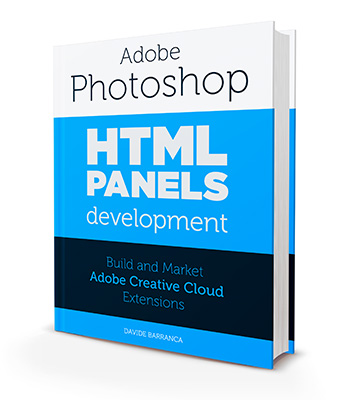 Adobe
Photoshop
HTML
PANELS
development
Build and Market
Adobe Creative Cloud
Extensions
DAVIDE BARRANCA